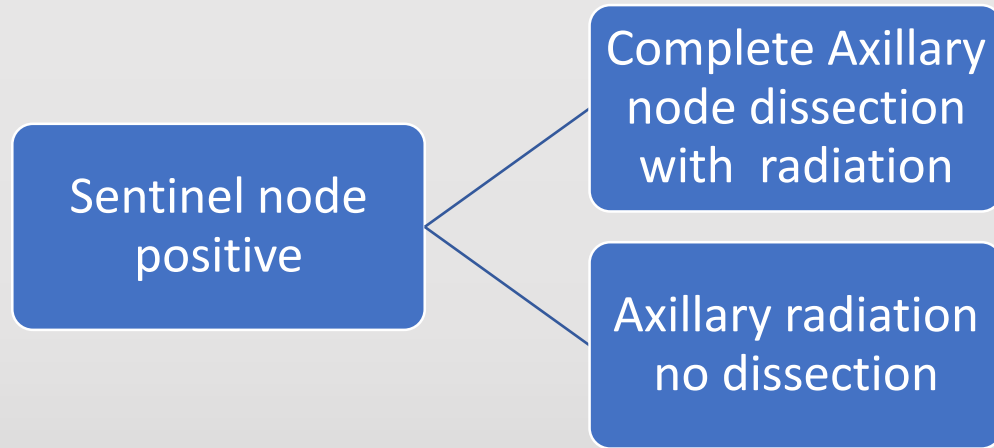 Sentinel node
positive
Complete Axillary
node dissection
with radiation
Axillary radiation
no dissection